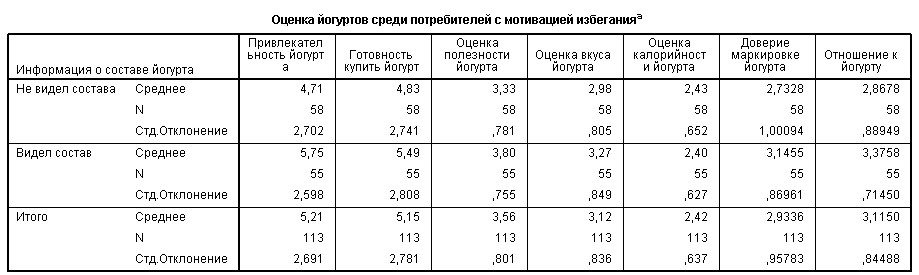 Оценка йогуртов среди потребителей с мотивацией избегания a
Информация о составе йогурта Привлекател ьность йогурт а Готовность купить йогурт Оценка полезности йогурта Оценка вкуса йогурта Оценка калорийност и йогурта Доверие маркировке йогурта Отношение к йогурту
Не видел состава Среднее 4,71 4,83 3,33 2,98 2,43 2,7328 2,8678
N 58 58 58 58 58 58 58
Стд.Отклонение 2,702 2,741 ,781 ,805 ,652 1,00094 ,88949
Видел состав Среднее 5,75 5,49 3,80 3,27 2,40 3,1455 3,3758
N 55 55 55 55 55 55 55
Стд.Отклонение 2,598 2,808 ,755 ,849 ,627 ,86961 ,71450
Итого Среднее 5,21 5,15 3,56 3,12 2,42 2,9336 3,1150
N 113 113 113 113 113 113 113
Стд.Отклонение 2,691 2,781 ,801 ,836 ,637 ,95783 ,84488